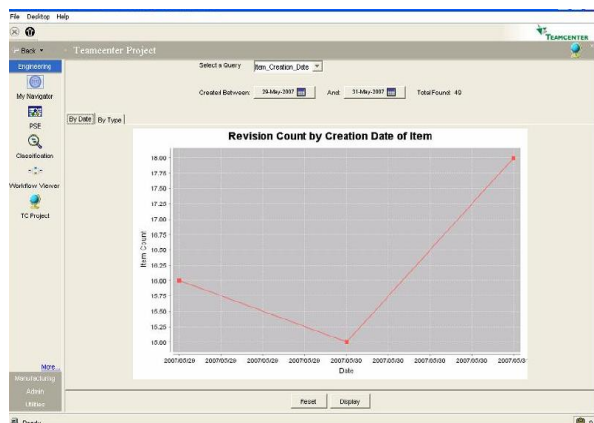 File Desktop Help
TEAMCENTER
Back Teamcenter Project
Engineering
My Navigator
PSE
Classification
Workflow Viewer
TC Project
More...
Manufacturing
Admin
Utilities
Select a Query Item_Creation_Date
Created Between: 29-May-2007 And: 31-May-2007 Total Found: 49
By Date By Type
Revision Count by Creation Date of Item
Item Count
18.00
17.75
17.50
17.25
17.00
16.75
16.50
16.25
16.00
15.75
15.50
15.25
15.00
2007/05/29 2007/05/29 2007/05/29 2007/05/30 2007/05/30 2007/05/30 2007/05/30 2007/05/3
Date
Reset Display
Ready